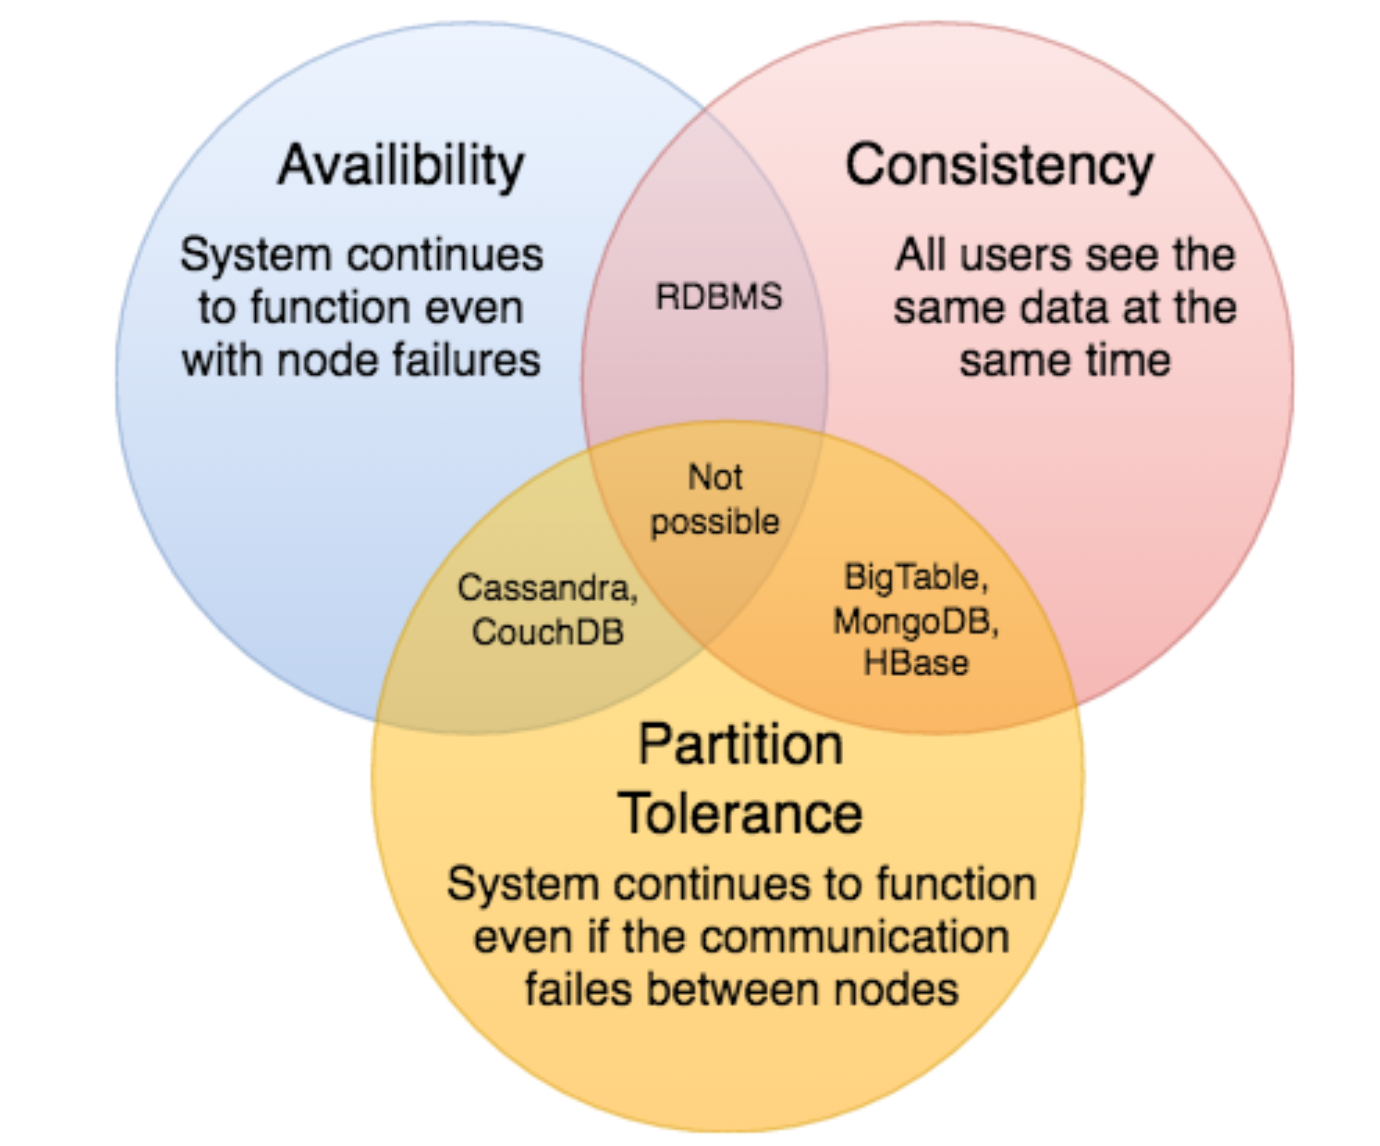 Availibility
System continues
to function even
with node failures
Consistency
All users see the
same data at the
same time
RDBMS
Not
possible
Cassandra,
CouchDB
BigTable,
MongoDB,
HBase
Partition
Tolerance
System continues to function
even if the communication
failes between nodes